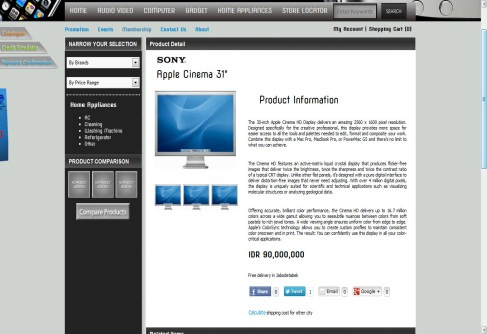 HOME AUDIO VIDEO COMPUTER GADGET HOME APPLIANCES STORE LOCATOR
SEARCH
Promotion Events Membership Contact Us About
My Account | Shopping Cart (0)
NARROW YOUR SELECTION
By Brands
By Price Range
Home Appliances
AC
Cleaning
Washing Machine
Refrigerator
Other
PRODUCT COMPARISON
Compare Products
Product Detail
SONY
Apple Cinema 31"
Product Information
The 30-inch Apple Cinema HD Display delivers an amazing 2560 x 1600 pixel resolution.
Designed specifically for the creative professional, this display provides more space for
easier access to all the tools and palettes needed to edit, format and composite your work.
Combine this display with a Mac Pro, MacBook Pro, or PowerMac G5 and there's no limit to
what you can achieve.
The Cinema HD features an active-matrix liquid crystal display that produces flicker-free
images that deliver twice the brightness, twice the sharpness and twice the contrast ratio
of a typical CRT display. Unlike other flat panels, it's designed with a pure digital interface to
deliver distortion-free images that never need adjusting. With over 4 million digital pixels,
the display is uniquely suited for scientific and technical applications such as visualizing
molecular structures or analyzing geological data.
Offering accurate, brilliant color performance, the Cinema HD delivers up to 16.7 million
colors across a wide gamut allowing you to see subtle nuances between colors from soft
pastels to rich jewel tones. A wide viewing angle ensures uniform color from edge to edge.
Apple's ColorSync technology allows you to create custom profiles to maintain consistent
color onscreen and in print. The result: You can confidently use this display in all your color-
critical applications.
IDR 90,000,000
Free delivery in Jabodetabek
Share 0 Tweet 1 Email 0 Google + 0
Calculate shipping cost for other city